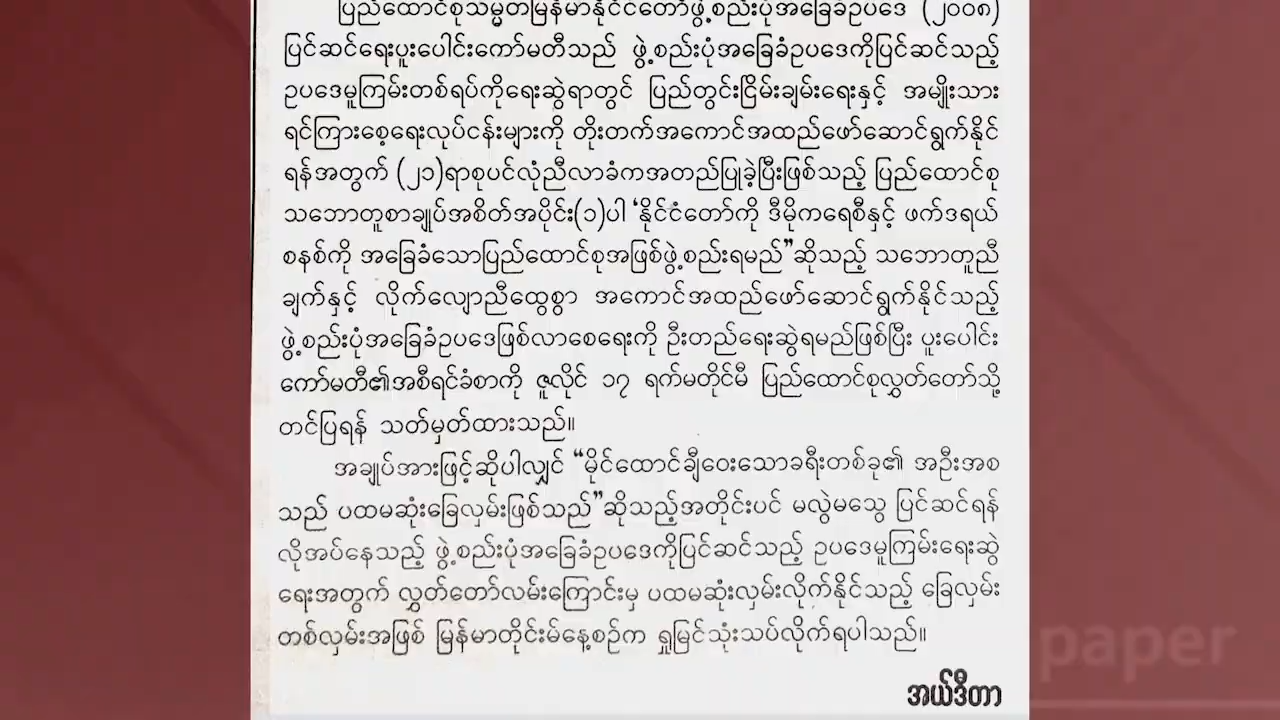 ပြည်ထောင်စုသမ္မတမြန်မာနိုင်ငံတော်ဖွဲ့စည်းပုံအခြေခံဥပဒေ (၂၀၀၈)
ပြင်ဆင်ရေးပူးပေါင်းကော်မတီသည် ဖွဲ့စည်းပုံအခြေခံဥပဒေကိုပြင်ဆင်သည့်
ဥပဒေမူကြမ်းတစ်ရပ်ကိုရေးဆွဲရာတွင် ပြည်တွင်းငြိမ်းချမ်းရေးနှင့် အမျိုးသား
ရင်ကြားစေ့ရေးလုပ်ငန်းများကို တိုးတက်အကောင်အထည်ဖော်ဆောင်ရွက်နိုင်
ရန်အတွက် (၂၁)ရာစုပင်လုံညီလာခံကအတည်ပြုခဲ့ပြီးဖြစ်သည့် ပြည်ထောင်စု
သဘောတူစာချုပ်အစိတ်အပိုင်း(၁)ပါ ‘နိုင်ငံတော်ကို ဒီမိုကရေစီနှင့် ဖက်ဒရယ်
စနစ်ကို အခြေခံသောပြည်ထောင်စုအဖြစ်ဖွဲ့စည်းရမည်”ဆိုသည့် သဘောတူညီ
ချက်နှင့် လိုက်လျောညီထွေစွာ အကောင်အထည်ဖော်ဆောင်ရွက်နိုင်သည့်
ဖွဲ့စည်းပုံအခြေခံဥပဒေဖြစ်လာစေရေးကို ဦးတည်ရေးဆွဲရမည်ဖြစ်ပြီး ပူးပေါင်း
ကော်မတီ၏အစီရင်ခံစာကို ဇူလိုင် ၁၇ ရက်မတိုင်မီ ပြည်ထောင်စုလွှတ်တော်သို့
တင်ပြရန် သတ်မှတ်ထားသည်။
အချုပ်အားဖြင့်ဆိုပါလျှင် “မိုင်ထောင်ချီဝေးသောခရီးတစ်ခု၏ အဦးအစ
သည် ပထမဆုံးခြေလှမ်းဖြစ်သည်”ဆိုသည့်အတိုင်းပင် မလွဲမသွေ ပြင်ဆင်ရန်
လိုအပ်နေသည့် ဖွဲ့စည်းပုံအခြေခံဥပဒေကိုပြင်ဆင်သည့် ဥပဒေမူကြမ်းရေးဆွဲ
ရေးအတွက် လွှတ်တော်လမ်းကြောင်းမှ ပထမဆုံးလှမ်းလိုက်နိုင်သည့် ခြေလှမ်း
တစ်လှမ်းအဖြစ် မြန်မာတိုင်းမ်နေ့စဉ်က ရှုမြင်သုံးသပ်လိုက်ရပါသည်။
အယ်ဒီတာ
paper